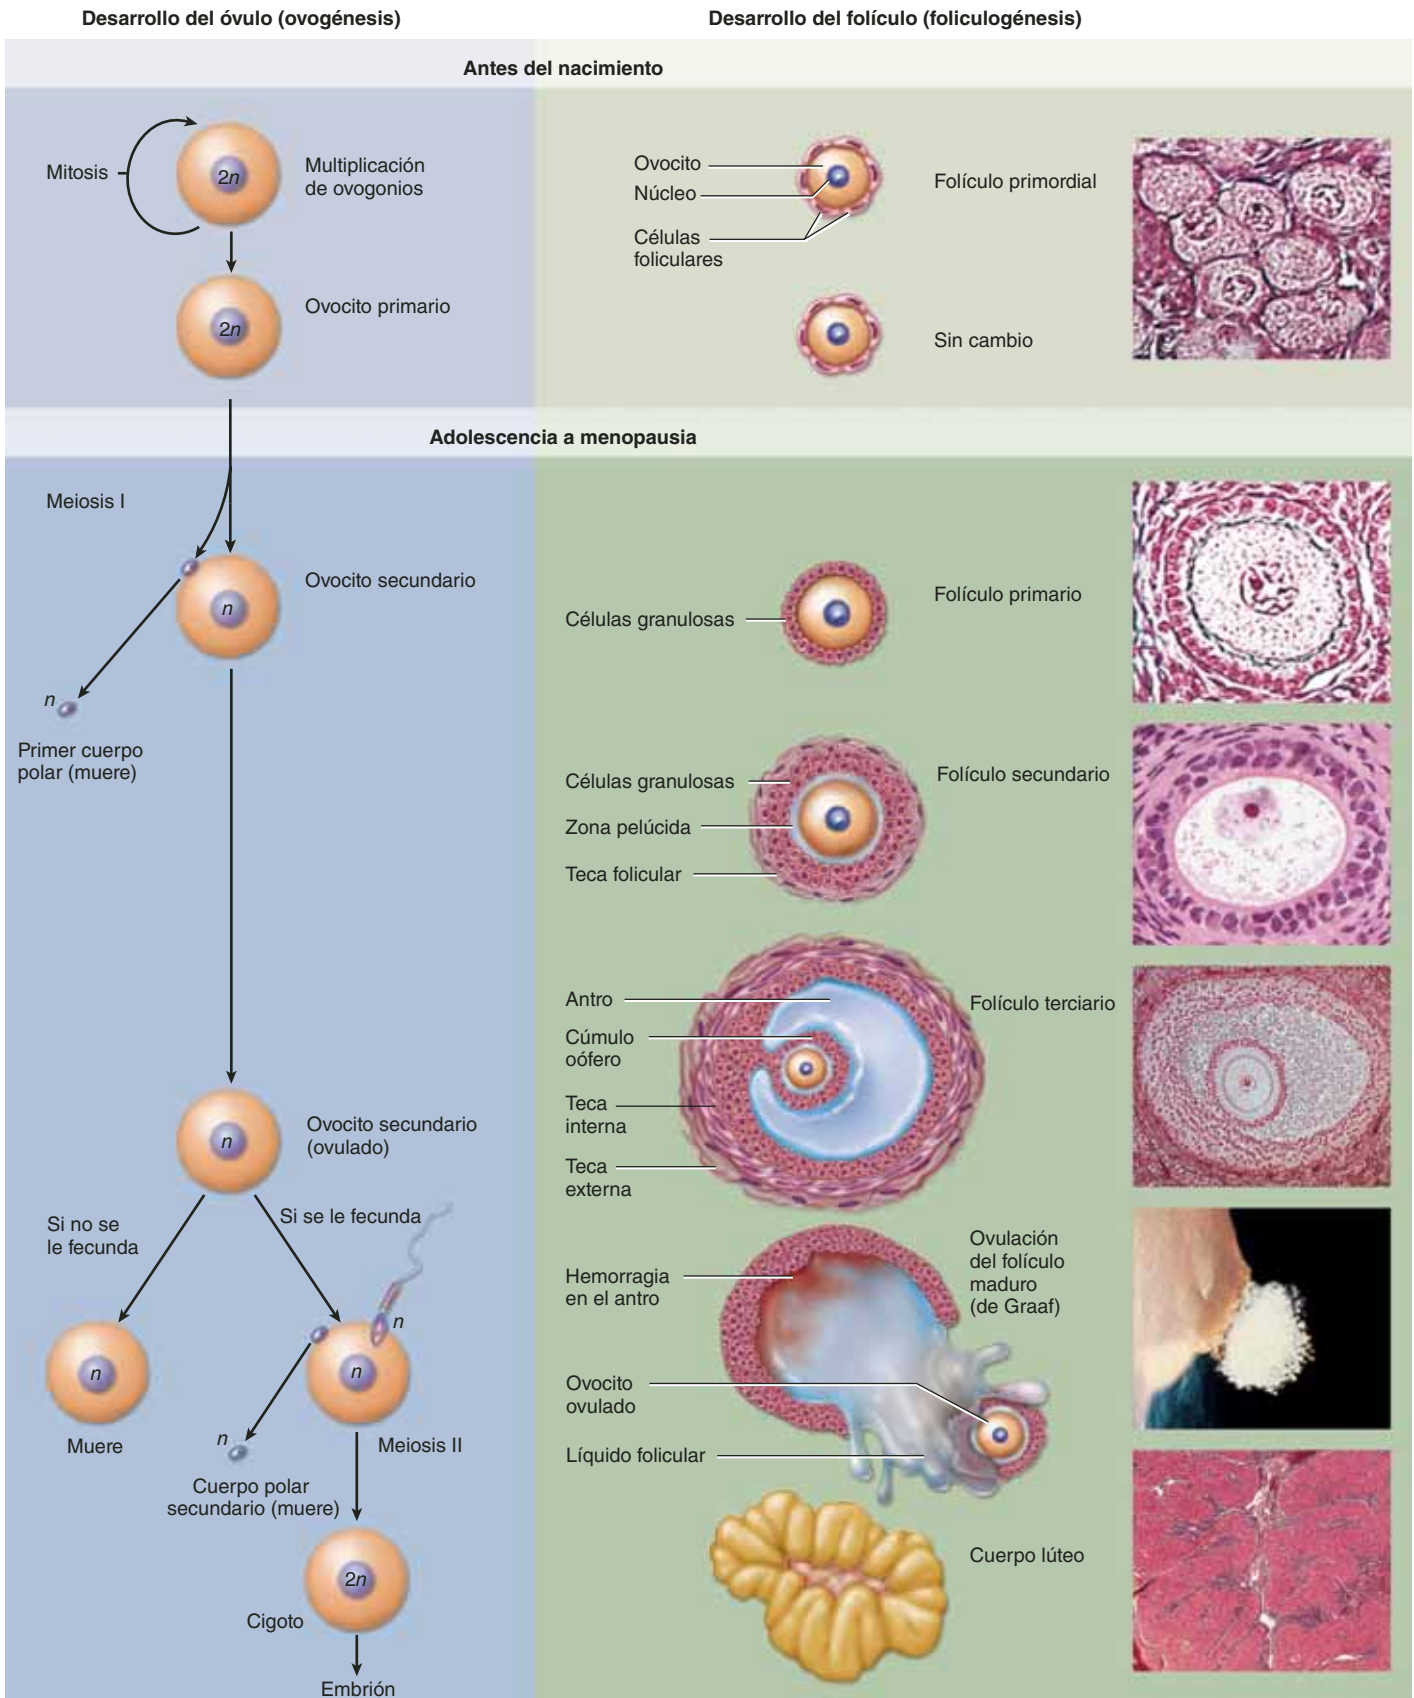 Desarrollo del óvulo (ovogénesis)
Desarrollo del folículo (foliculogénesis)
Antes del nacimiento
Mitosis
2n
Multiplicación
de ovogonios
2n
Ovocito primario
Ovocito
Núcleo
Células
foliculares
Folículo primordial
Sin cambio
Adolescencia a menopausia
Meiosis I
n
Ovocito secundario
n
Primer cuerpo
polar (muere)
Células granulosas
Folículo primario
Células granulosas
Zona pelúcida
Teca folicular
Folículo secundario
Antro
Cúmulo
oófero
Teca
interna
Teca
externa
Folículo terciario
n
Ovocito secundario
(ovulado)
Si no se
le fecunda
Si se le fecunda
n
n
n
Muere
Meiosis II
n
Cuerpo polar
secundario (muere)
2n
Cigoto
Embrión
Hemorragia
en el antro
Ovocito
ovulado
Líquido folicular
Ovulación
del folículo
maduro
(de Graaf)
Cuerpo lúteo